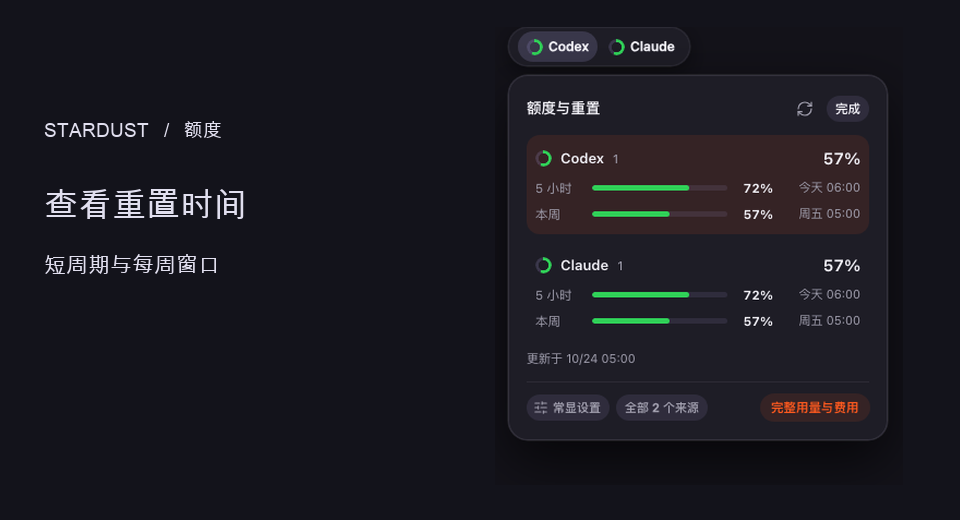 STARDUST / 额度
查看重置时间
短周期与每周窗口
Codex Claude
额度与重置 完成
Codex 1 57%
5 小时 72% 今天 06:00
本周 57% 周五 05:00
Claude 1 57%
5 小时 72% 今天 06:00
本周 57% 周五 05:00
更新于 10/24 05:00
常显设置 全部 2 个来源 完整用量与费用